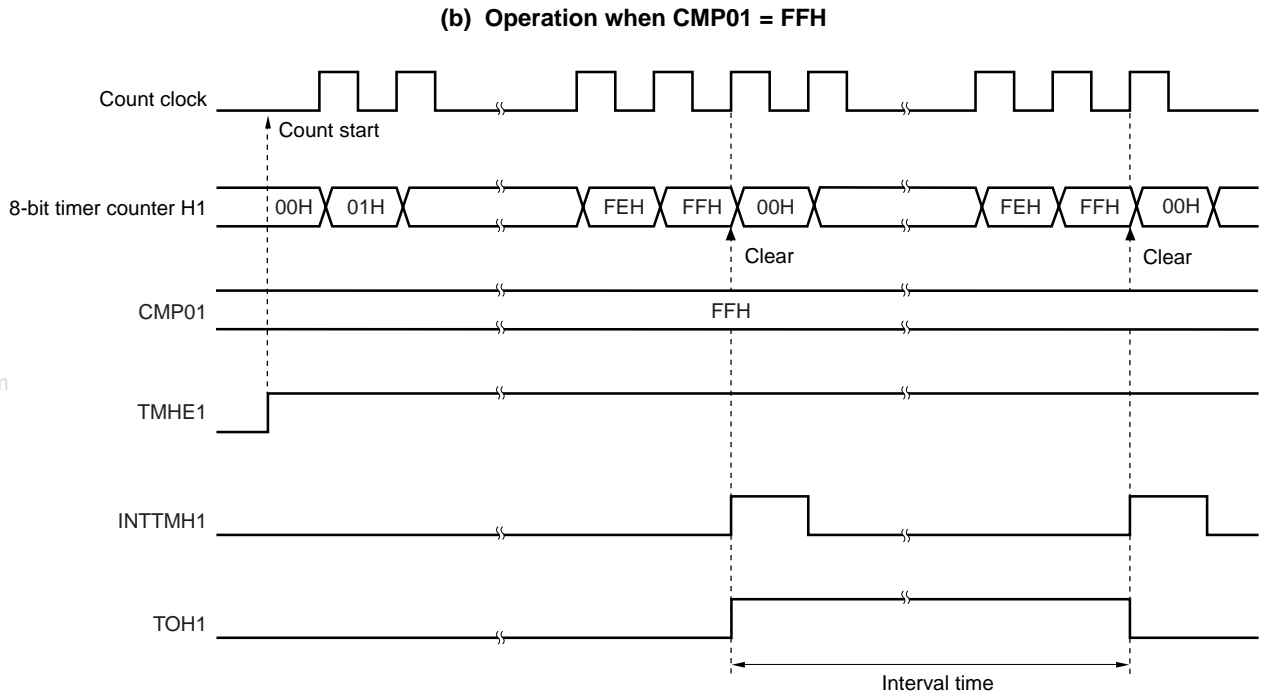 (b) Operation when CMP01 = FFH
Count clock
Count start
8-bit timer counter H1
00H 01H FEH FFH 00H FEH FFH 00H
Clear Clear
CMP01 FFH
m
TMHE1
INTTMH1
TOH1
Interval time